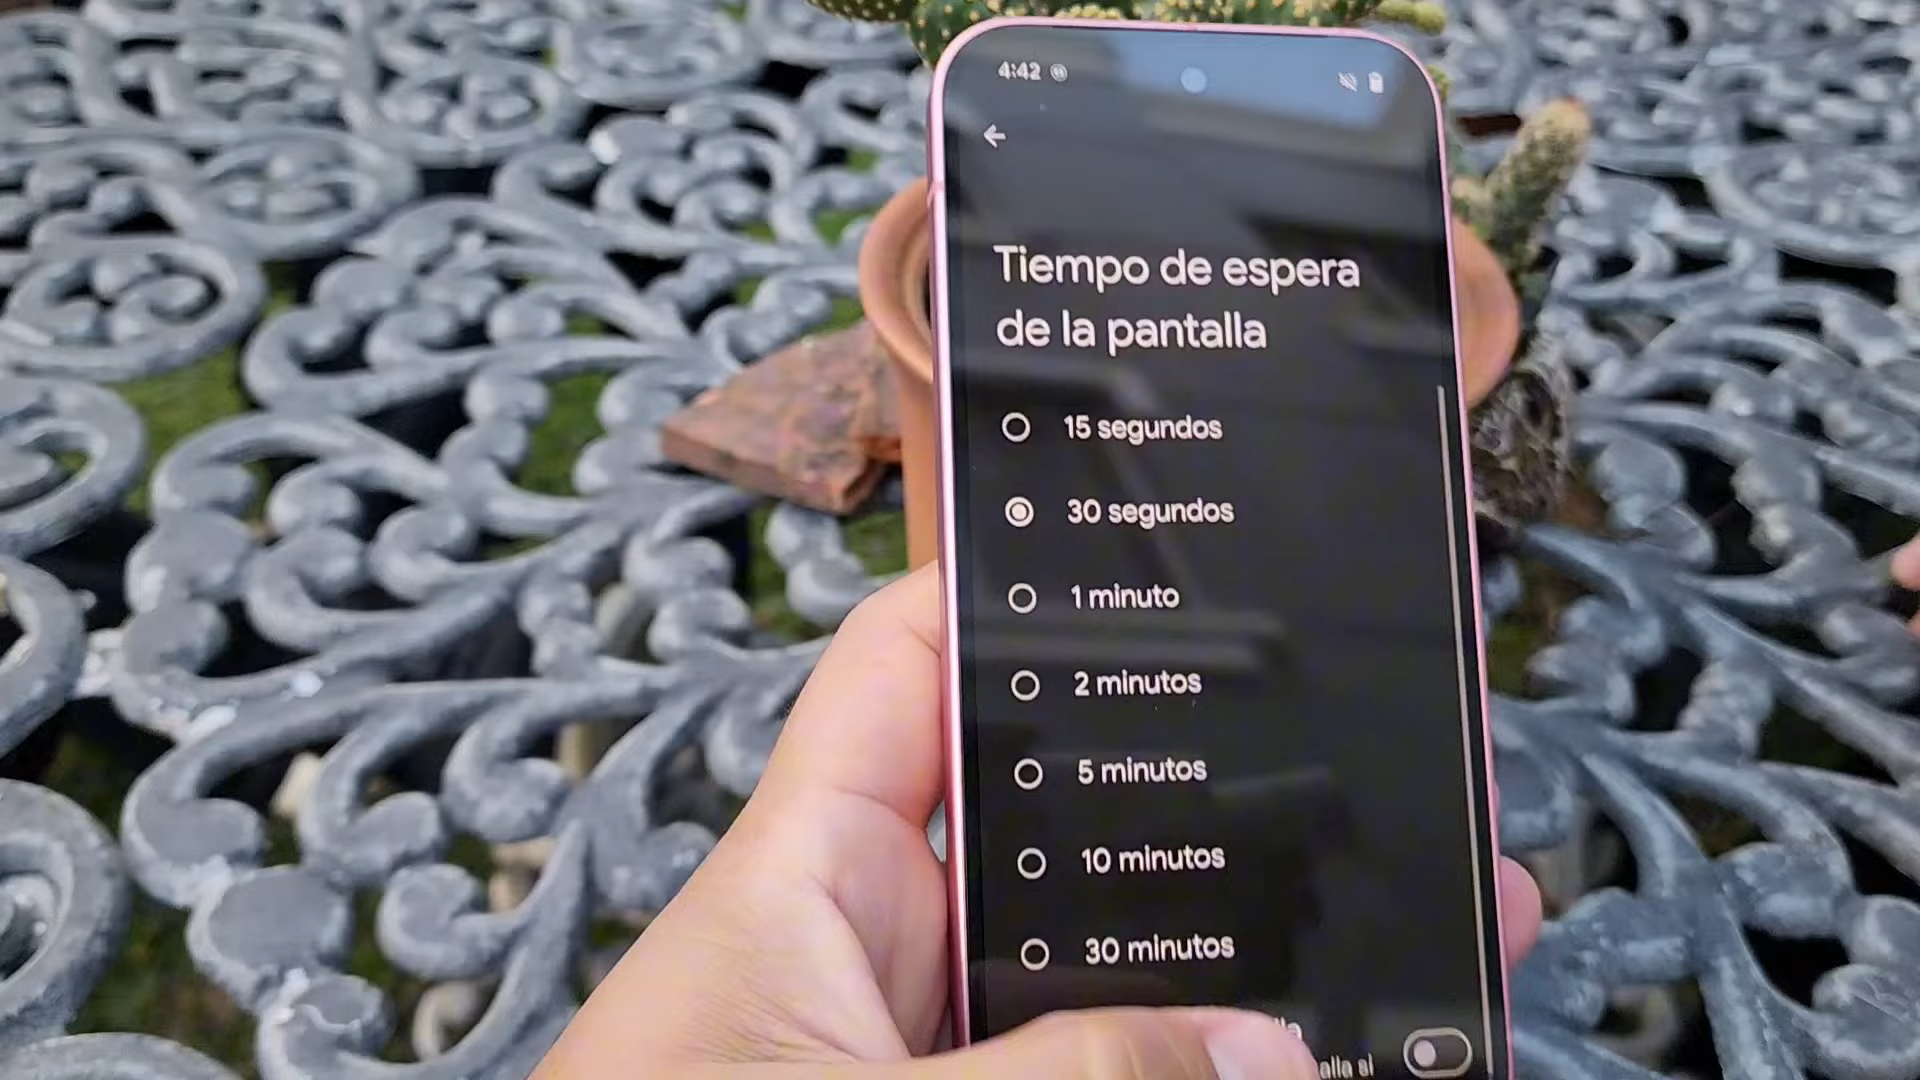 4:42
Tiempo de espera
de la pantalla
15 segundos
30 segundos
1 minuto
2 minutos
5 minutos
10 minutos
30 minutos
si